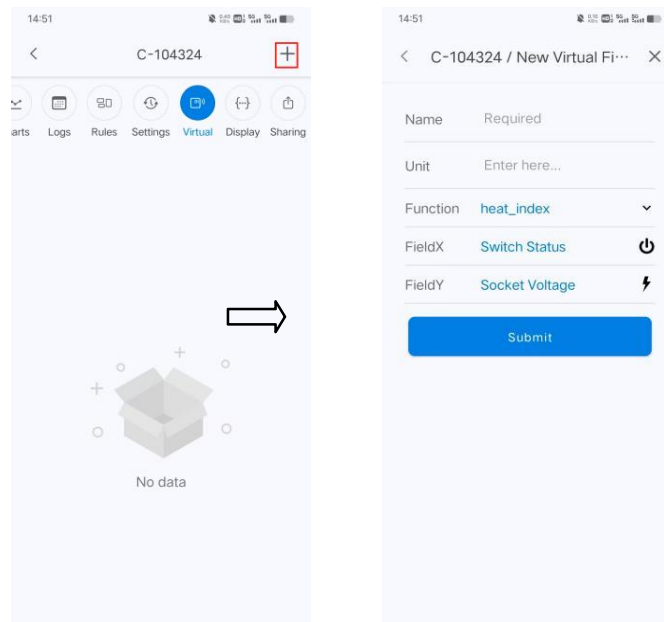 14:51
C-104324
arts Logs Rules Settings Virtual Display Sharing
No data
14:51
C-104324 / New Virtual Fi...
Name Required
Unit Enter here...
Function heat_index
FieldX Switch Status
FieldY Socket Voltage
Submit